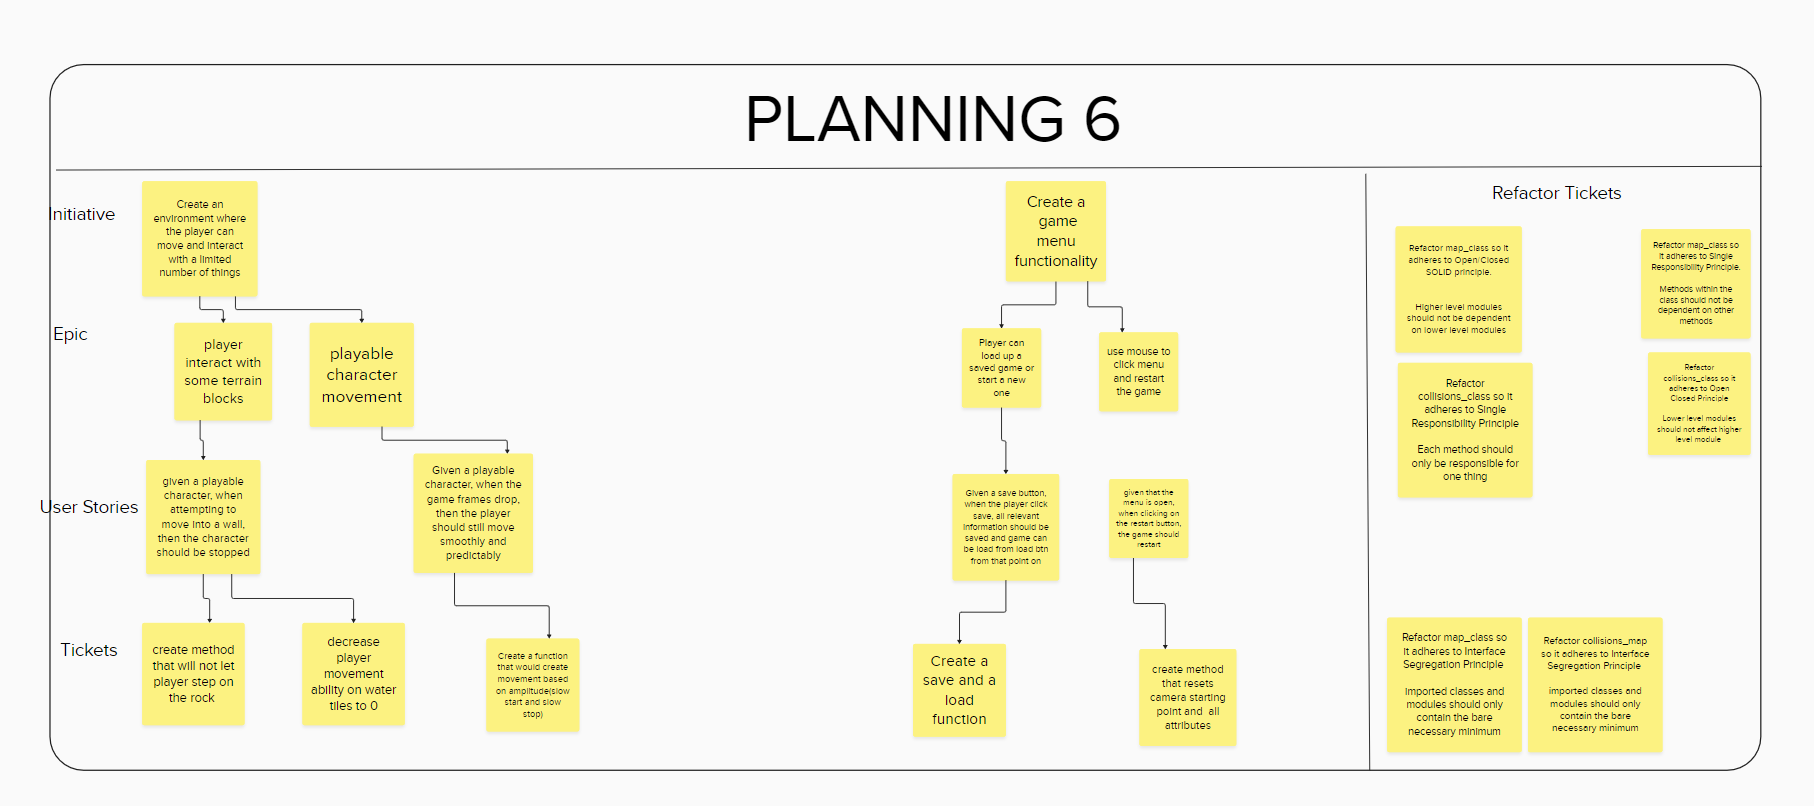 PLANNING 6
Initiative
Create an
environment where
the player can
move and interact
with a limited
number of things
Create a
game
menu
functionality
Epic
player
interact with
some terrain
blocks
playable
character
movement
Player can
load up a
saved game or
start a new
one
use mouse to
click menu
and restart
the game
User Stories
given a playable
character, when
attempting to
move into a wall,
then the character
should be stopped
Given a playable
character, when the
game frames drop,
then the player
should still move
smoothly and
predictably
Given a save button,
when the player click
save, all relevant
information should be
saved and game can
be load from load btn
from that point on
given that the
menu is open,
when clicking on
the restart button,
the game should
restart
Tickets
create method
that will not let
player step on
the rock
decrease
player
movement
ability on water
tiles to 0
Create a function
that would create
movement based
on amplitude(slow
start and slow
stop)
Create a
save and a
load
function
create method
that resets
camera starting
point and all
attributes
Refactor Tickets
Refactor map_class so it
adheres to Open/Closed
SOLID principle.
Higher level modules
should not be dependent
on lower level modules
Refactor map_class so
it adheres to Single
Responsibility Principle.
Methods within the
class should not be
dependent on other
methods
Refactor
collisions_class so it
adheres to Single
Responsibility Principle
Each method should
only be responsible for
one thing
Refactor
collisions_class so it
adheres to Open
Closed Principle
Lower level modules
should not affect higher
level module
Refactor map_class so
it adheres to Interface
Segregation Principle
Imported classes and
modules should only
contain the bare
necessary minimum
Refactor collisions_map
so it adheres to Interface
Segregation Principle
imported classes and
modules should only
contain the bare
necessary minimum